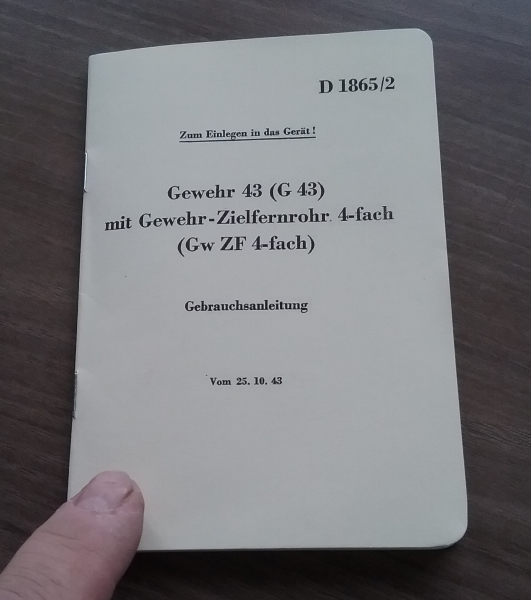 D 1865/2
Zum Einlegen in das Gerät!
Gewehr 43 (G 43)
mit Gewehr-Zielfernrohr. 4-fach
(Gw ZF 4-fach)
Gebrauchsanleitung
Vom 25. 10. 43